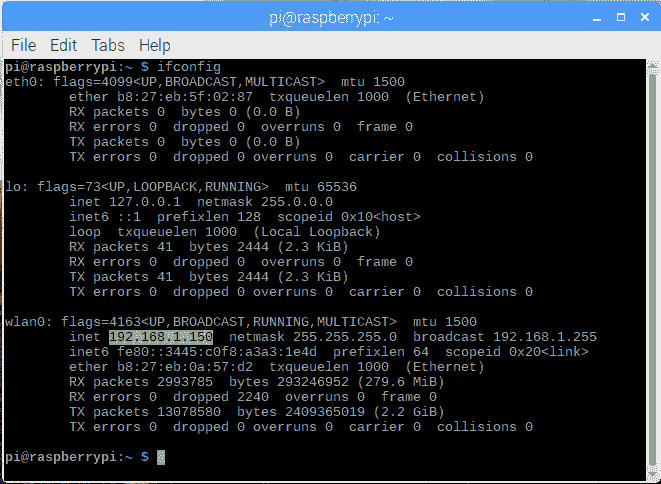 pi@raspberrypi: ~
File Edit Tabs Help
pi@raspberrypi:~ $ ifconfig
eth0: flags=4099<UP,BROADCAST,MULTICAST>  mtu 1500
        ether b8:27:eb:5f:02:87  txqueuelen 1000  (Ethernet)
        RX packets 0  bytes 0 (0.0 B)
        RX errors 0  dropped 0  overruns 0  frame 0
        TX packets 0  bytes 0 (0.0 B)
        TX errors 0  dropped 0 overruns 0  carrier 0  collisions 0
lo: flags=73<UP,LOOPBACK,RUNNING>  mtu 65536
        inet 127.0.0.1  netmask 255.0.0.0
        inet6 ::1  prefixlen 128  scopeid 0x10<host>
        loop  txqueuelen 1000  (Local Loopback)
        RX packets 41  bytes 2444 (2.3 KiB)
        RX errors 0  dropped 0  overruns 0  frame 0
        TX packets 41  bytes 2444 (2.3 KiB)
        TX errors 0  dropped 0 overruns 0  carrier 0  collisions 0
wlan0: flags=4163<UP,BROADCAST,RUNNING,MULTICAST>  mtu 1500
        inet 192.168.1.150  netmask 255.255.255.0  broadcast 192.168.1.255
        inet6 fe80::3445:c0f8:a3a3:1e4d  prefixlen 64  scopeid 0x20<link>
        ether b8:27:eb:0a:57:d2  txqueuelen 1000  (Ethernet)
        RX packets 2993785  bytes 293246952 (279.6 MiB)
        RX errors 0  dropped 2240  overruns 0  frame 0
        TX packets 13078580  bytes 2409365019 (2.2 GiB)
        TX errors 0  dropped 0 overruns 0  carrier 0  collisions 0
pi@raspberrypi:~ $